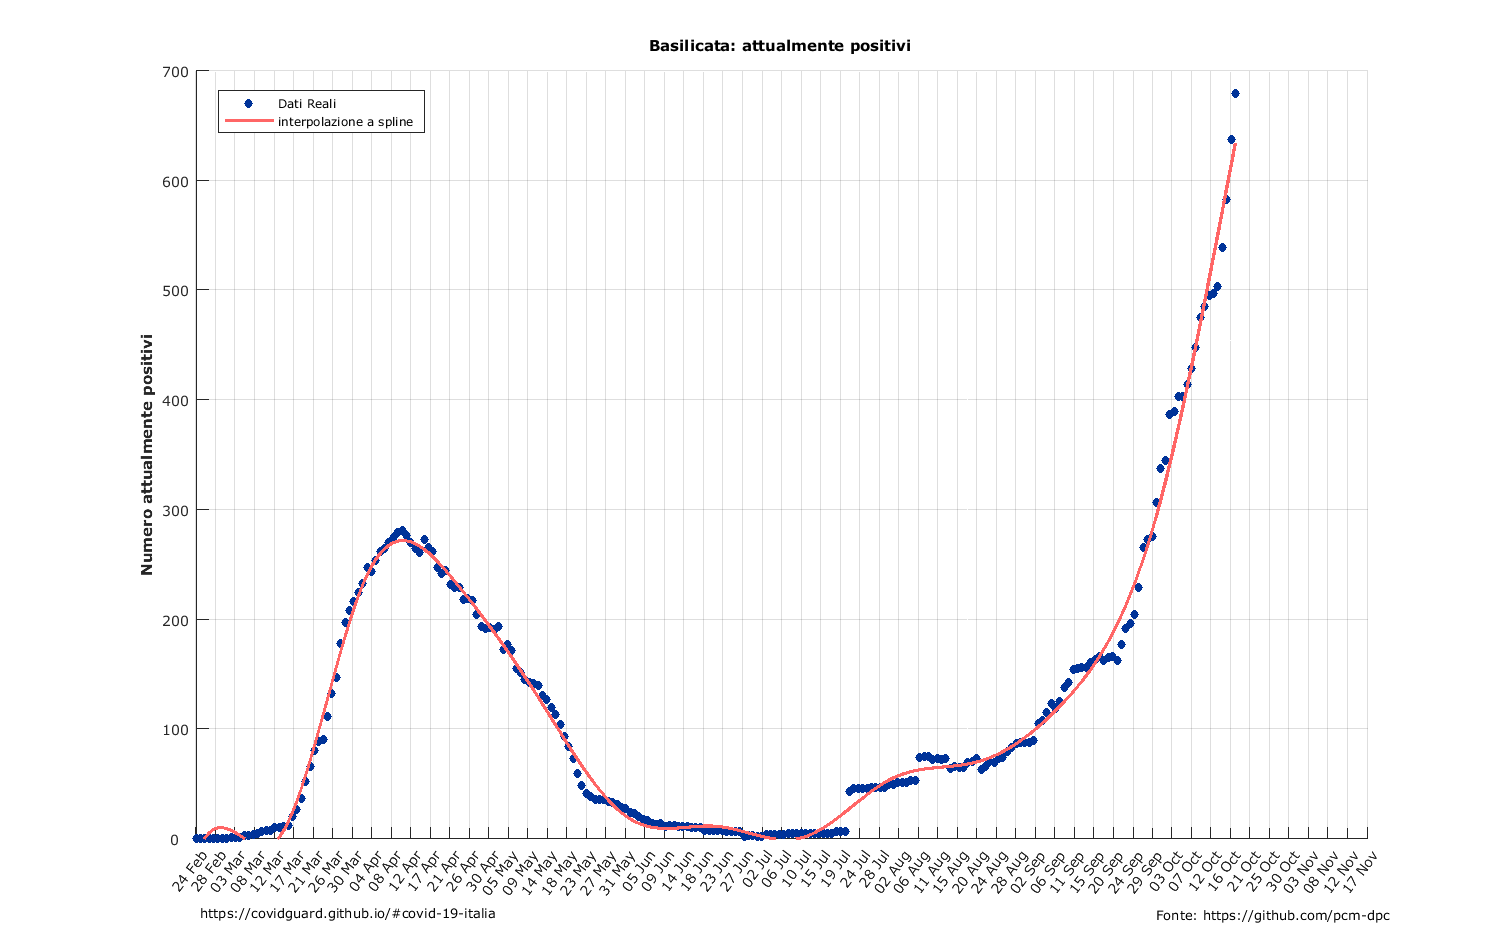 Basilicata: attualmente positivi
700
600
500
400
300
200
100
0
Numero attualmente positivi
Dati Reali
interpolazione a spline
24 Feb
28 Feb
03 Mar
08 Mar
12 Mar
17 Mar
21 Mar
26 Mar
30 Mar
04 Apr
08 Apr
12 Apr
17 Apr
21 Apr
26 Apr
30 Apr
05 May
09 May
14 May
18 May
23 May
27 May
31 May
05 Jun
09 Jun
14 Jun
18 Jun
23 Jun
27 Jun
02 Jul
06 Jul
10 Jul
15 Jul
19 Jul
24 Jul
28 Jul
02 Aug
06 Aug
11 Aug
15 Aug
20 Aug
24 Aug
28 Aug
02 Sep
06 Sep
11 Sep
15 Sep
20 Sep
24 Sep
29 Sep
03 Oct
07 Oct
12 Oct
16 Oct
21 Oct
25 Oct
30 Oct
03 Nov
08 Nov
12 Nov
17 Nov
https://covidguard.github.io/#covid-19-italia
Fonte: https://github.com/pcm-dpc